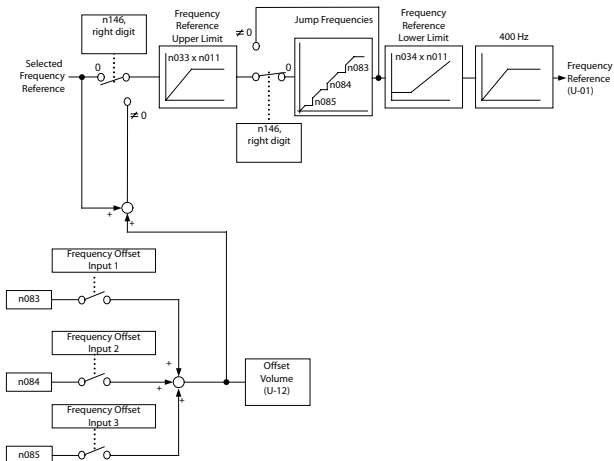 n146,
right digit
Frequency
Reference
Upper Limit
≠ 0
Jump Frequencies
Frequency
Reference
Lower Limit
400 Hz
Selected
Frequency
Reference
0
n033 x n011
0
n083
n084
n085
n034 x n011
Frequency
Reference
(U-01)
≠ 0
n146,
right digit
+
+
Frequency Offset
Input 1
n083
Frequency Offset
Input 2
+
n084
+
+
Offset
Volume
(U-12)
Frequency Offset
Input 3
n085